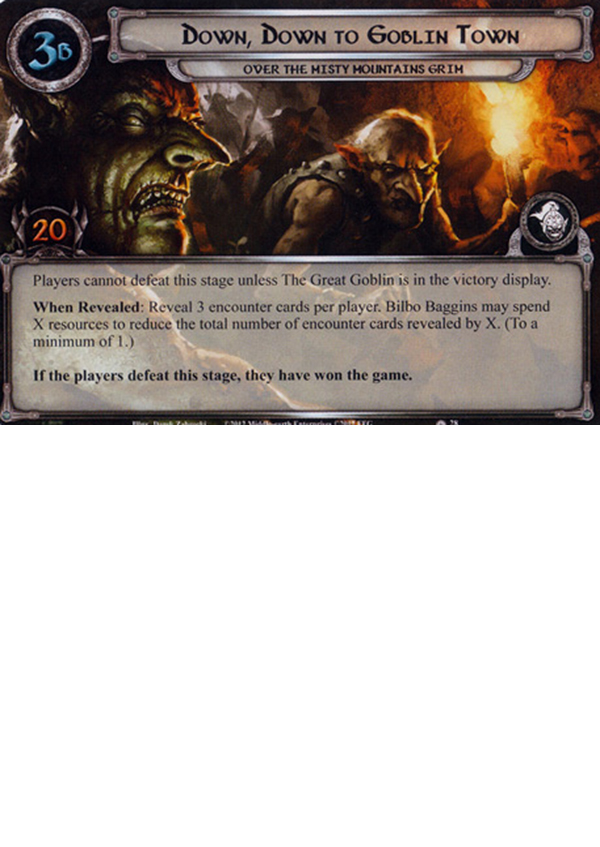 3B
Down, Down to Goblin Town
Over the Misty Mountains Grim
20
Players cannot defeat this stage unless The Great Goblin is in the victory display.
When Revealed: Reveal 3 encounter cards per player. Bilbo Baggins may spend
X resources to reduce the total number of encounter cards revealed by X. (To a
minimum of 1.)
If the players defeat this stage, they have won the game.
78